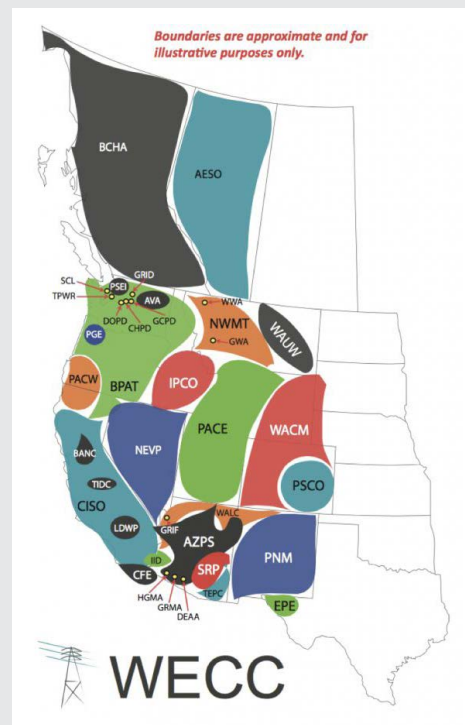 Boundaries are approximate and for
illustrative purposes only.
BCHA
AESO
SCL
PSEI
GRID
TPWR
AVA
WWA
DOPD
GCPD
CHPD
NWMT
WAUW
PGE
GWA
PACW
BPAT
IPCO
PACE
WACM
BANC
NEVP
TIDC
PSCO
CISO
LDWP
GRIF
WALC
AZPS
IID
CFE
SRP
PNM
HGMA
TEPC
GRMA
DEAA
EPE
WECC